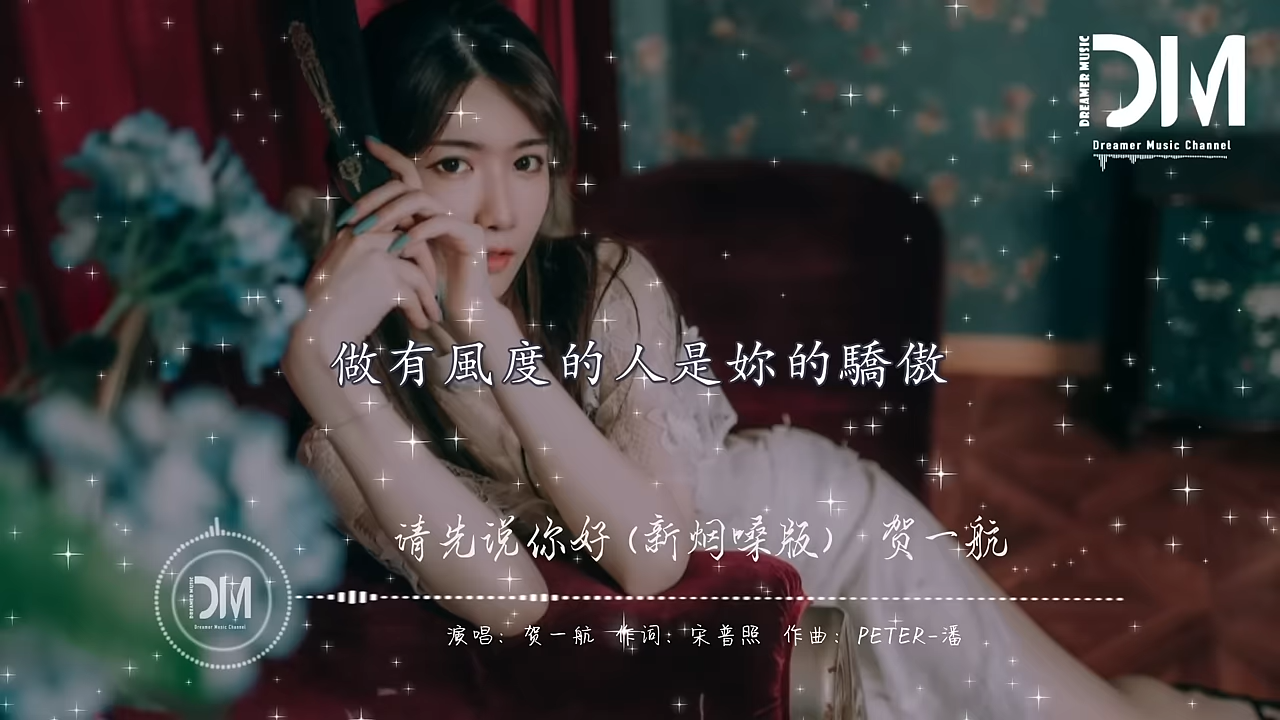 DREAMER MUSIC
DM
Dreamer Music Channel
做有風度的人是妳的驕傲
请先说你好 (新烟嗓版) 贺一航
DREAMER MUSIC
DM
Dreamer Music Channel
演唱: 贺一航 作词: 宋普照 作曲: PETER-潘